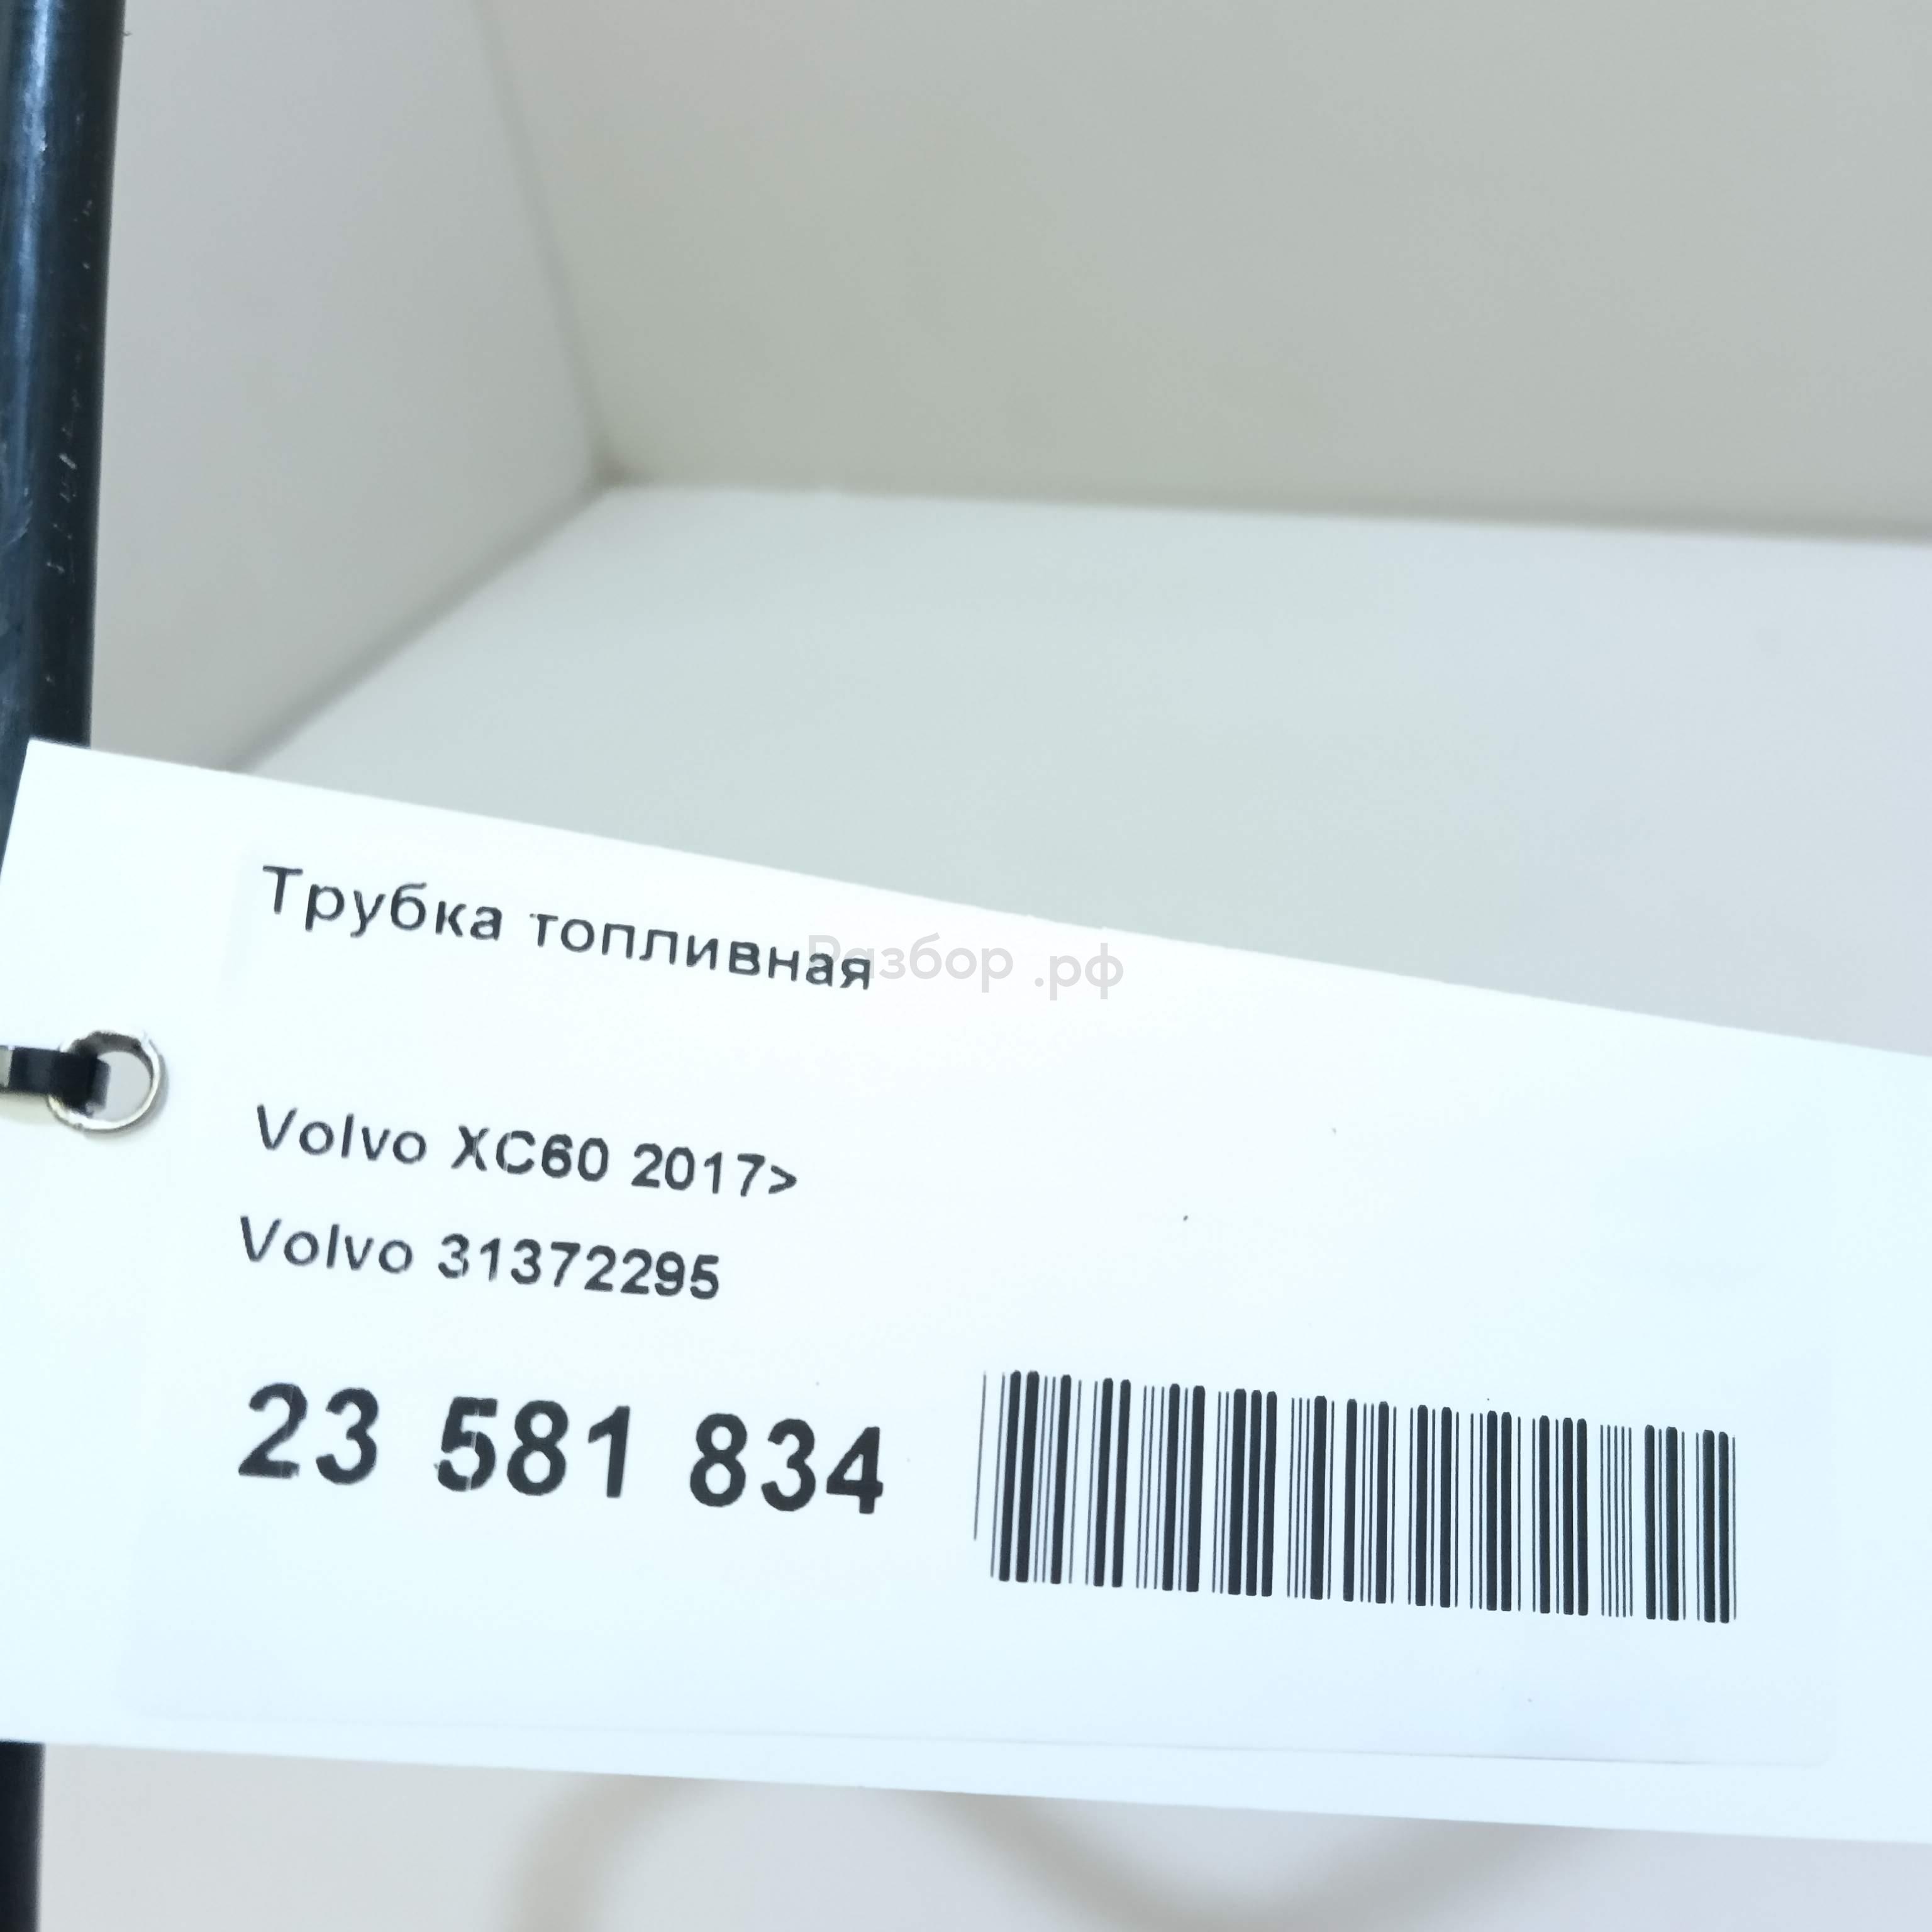 Трубка топливная
Разбор .рф
Volvo XC60 2017>
Volvo 31372295
23 581 834